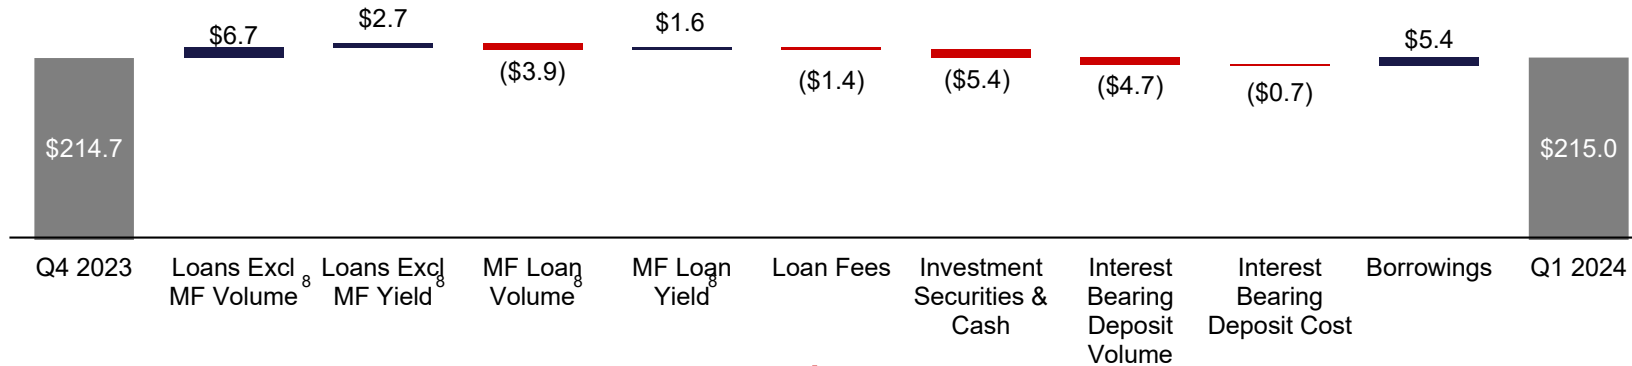 $6.7
$2.7
($3.9)
$1.6
($1.4)
($5.4)
($4.7)
($0.7)
$5.4
$214.7
$215.0
Q4 2023
Loans Excl
MF Volume 8
Loans Excl
MF Yield 8
MF Loan
Volume 8
MF Loan
Yield 8
Loan Fees
Investment
Securities &
Cash
Interest
Bearing
Deposit
Volume
Interest
Bearing
Deposit Cost
Borrowings
Q1 2024